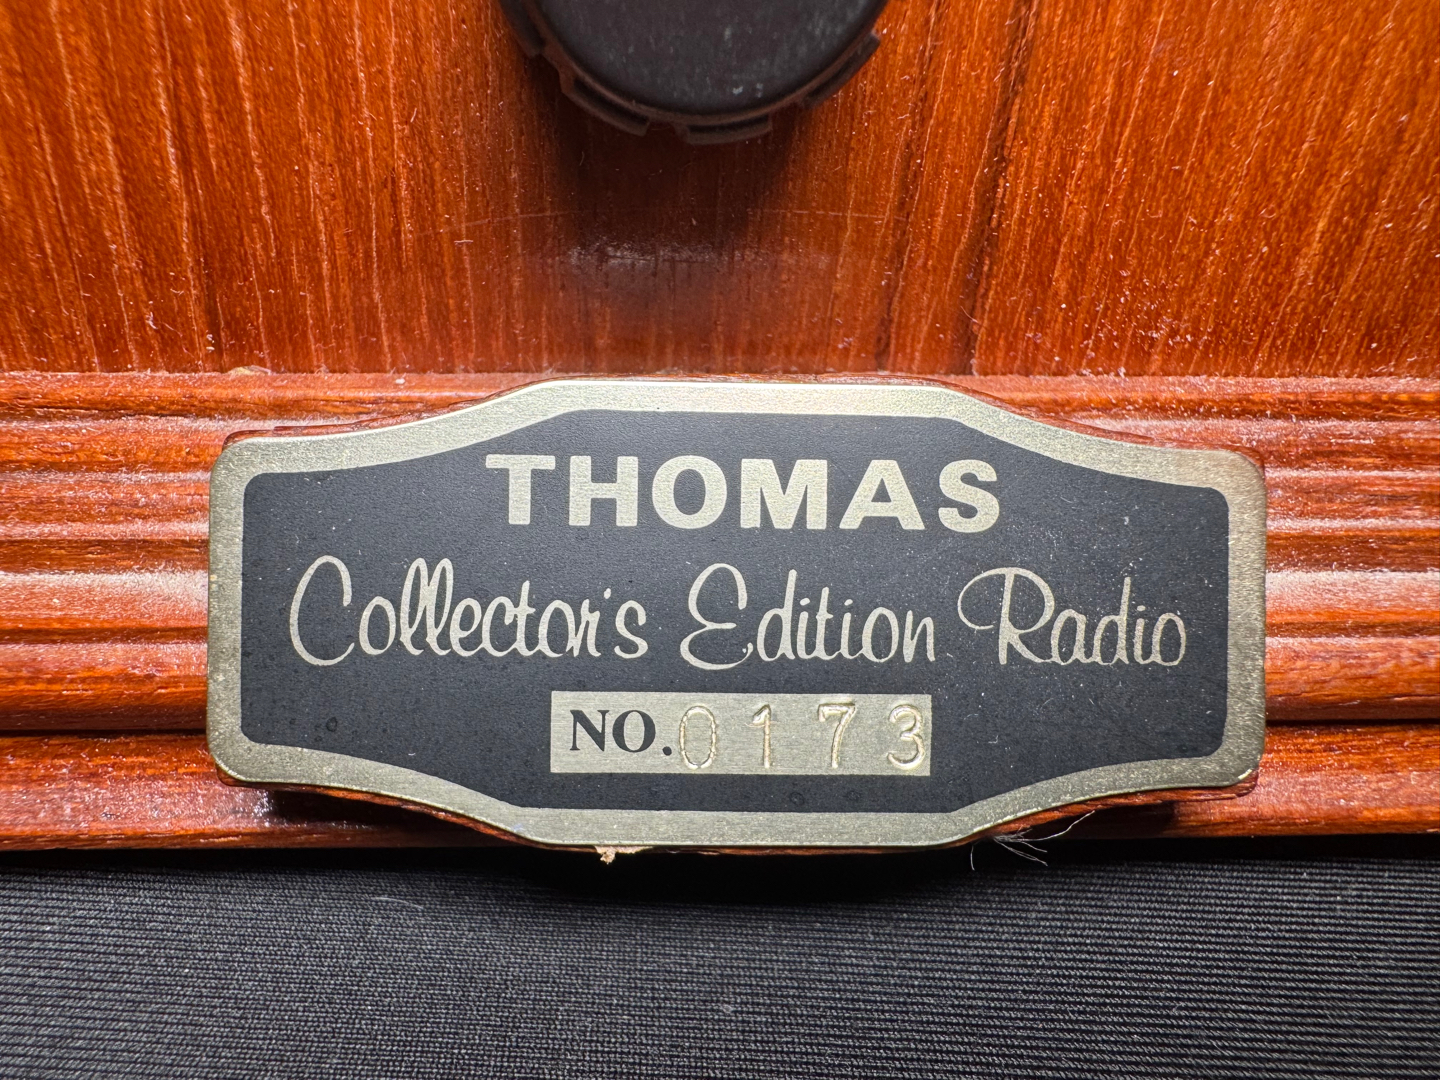 THOMAS
Collector's Edition Radio
NO. 0173